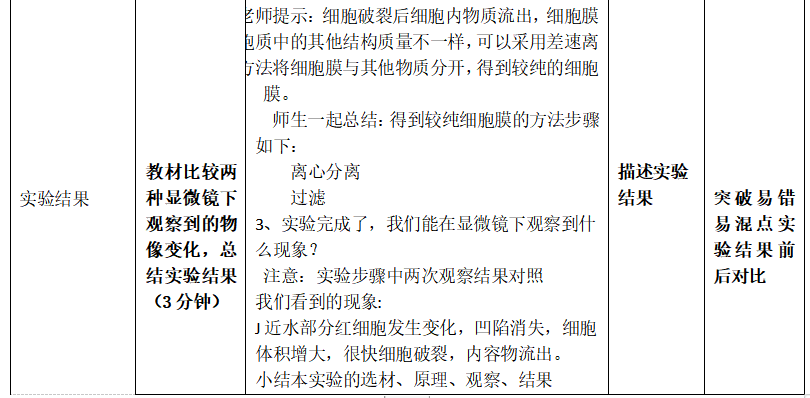 实验结果
教材比较两
种显微镜下
观察到的物
像变化，总
结实验结果
（3 分钟）
老师提示：细胞破裂后细胞内物质流出，细胞膜
胞质中的其他结构质量不一样，可以采用差速离
方法将细胞膜与其他物质分开，得到较纯的细胞
膜。
师生一起总结：得到较纯细胞膜的方法步骤
如下：
离心分离
过滤
3、实验完成了，我们能在显微镜下观察到什
么现象？
注意：实验步骤中两次观察结果对照
我们看到的现象:
J 近水部分红细胞发生变化，凹陷消失，细胞
体积增大，很快细胞破裂，内容物流出。
小结本实验的选材、原理、观察、结果
描述实验
结果
突破易错
易混点实
验结果前
后对比